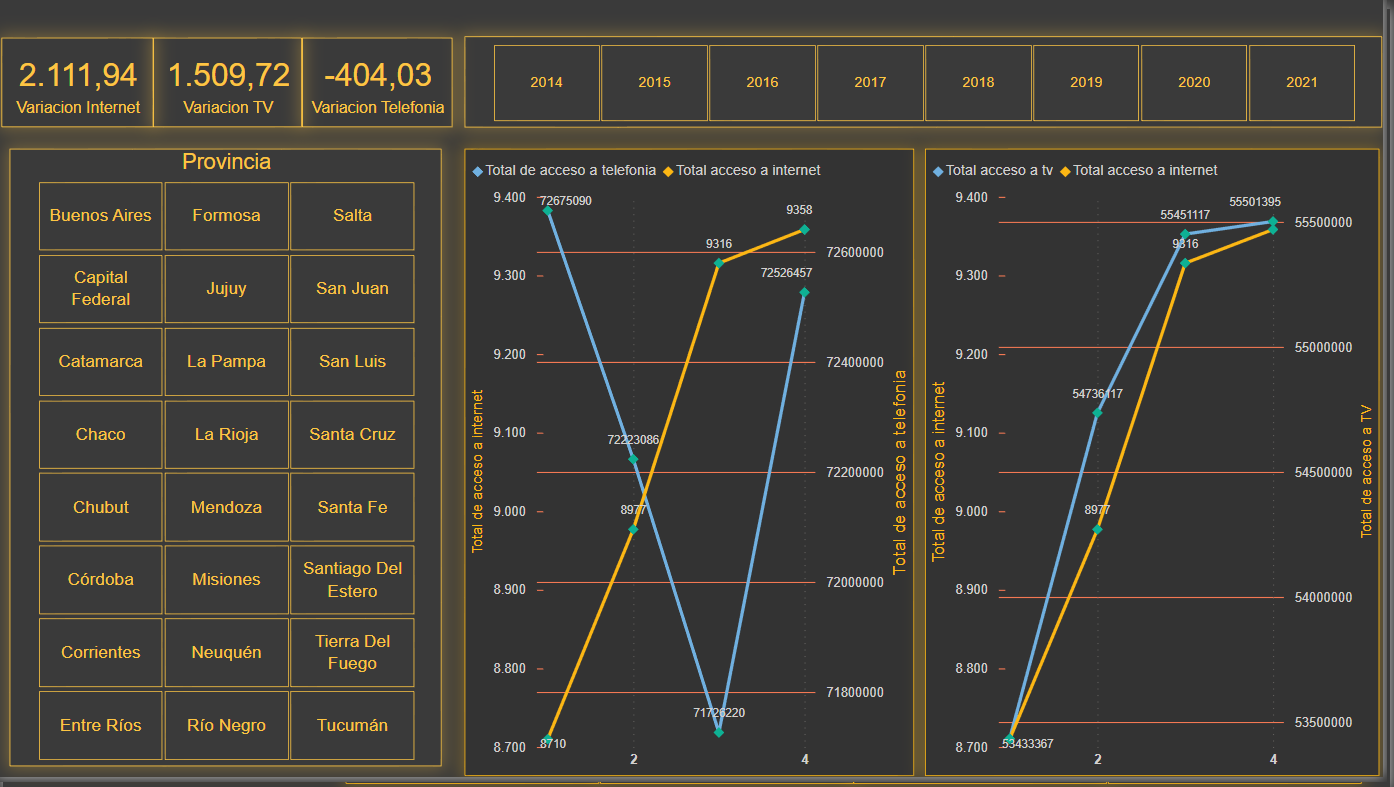 2.111,94
Variacion Internet
1.509,72
Variacion TV
-404,03
Variacion Telefonia
2014
2015
2016
2017
2018
2019
2020
2021
Provincia
Buenos Aires
Formosa
Salta
Capital
Federal
Jujuy
San Juan
Catamarca
La Pampa
San Luis
Chaco
La Rioja
Santa Cruz
Chubut
Mendoza
Santa Fe
Córdoba
Misiones
Santiago Del
Estero
Corrientes
Neuquén
Tierra Del
Fuego
Entre Ríos
Río Negro
Tucumán
Total de acceso a telefonia
Total acceso a internet
9.400
9.300
9.200
9.100
9.000
8.900
8.800
8.700
Total de acceso a internet
72675090
72223086
71726220
72526457
8710
8977
9316
9358
72600000
72400000
72200000
72000000
71800000
Total de acceso a telefonia
2
4
Total acceso a tv
Total acceso a internet
9.400
9.300
9.200
9.100
9.000
8.900
8.800
8.700
Total de acceso a internet
53433367
54736117
55451117
55501395
8977
9316
55500000
55000000
54500000
54000000
53500000
Total de acceso a TV
2
4